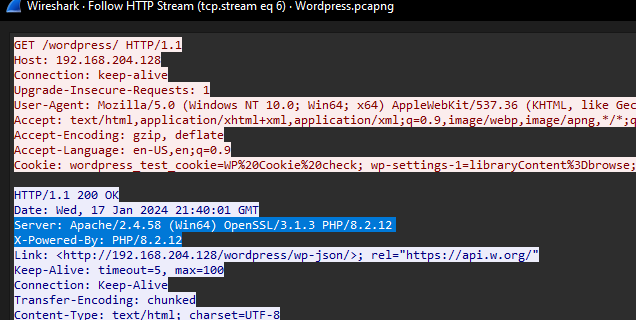 Wireshark · Follow HTTP Stream (tcp.stream eq 6) · Wordpress.pcapng
GET /wordpress/ HTTP/1.1
Host: 192.168.204.128
Connection: keep-alive
Upgrade-Insecure-Requests: 1
User-Agent: Mozilla/5.0 (Windows NT 10.0; Win64; x64) AppleWebKit/537.36 (KHTML, like Gec
Accept: text/html,application/xhtml+xml,application/xml;q=0.9,image/webp,image/apng,*/*;q
Accept-Encoding: gzip, deflate
Accept-Language: en-US,en;q=0.9
Cookie: wordpress_test_cookie=WP%20Cookie%20check; wp-settings-1=libraryContent%3Dbrowse;
HTTP/1.1 200 OK
Date: Wed, 17 Jan 2024 21:40:01 GMT
Server: Apache/2.4.58 (Win64) OpenSSL/3.1.3 PHP/8.2.12
X-Powered-By: PHP/8.2.12
Link: <http://192.168.204.128/wordpress/wp-json/>; rel="https://api.w.org/"
Keep-Alive: timeout=5, max=100
Connection: Keep-Alive
Transfer-Encoding: chunked
Content-Type: text/html; charset=UTF-8